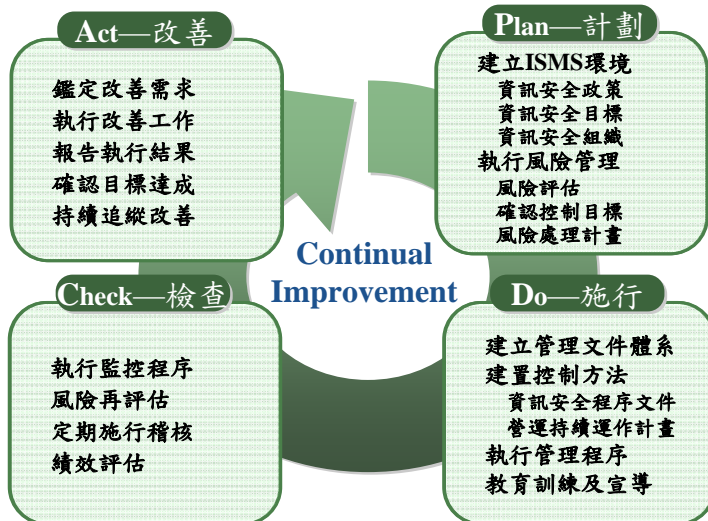 Act—改善
鑑定改善需求
執行改善工作
報告執行結果
確認目標達成
持續追縱改善
Plan—計劃
建立ISMS環境
資訊安全政策
資訊安全目標
資訊安全組織
執行風險管理
風險評估
確認控制目標
風險處理計畫
Continual
Improvement
Check—檢查
執行監控程序
風險再評估
定期施行稽核
績效評估
Do—施行
建立管理文件體系
建置控制方法
資訊安全程序文件
營運持續運作計畫
執行管理程序
教育訓練及宣導